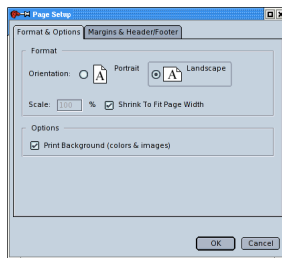 Page Setup
Format & Options Margins & Header/Footer
Format
Orientation: A Portrait A Landscape
Scale: 100 % Shrink To Fit Page Width
Options
Print Background (colors & images)
OK Cancel